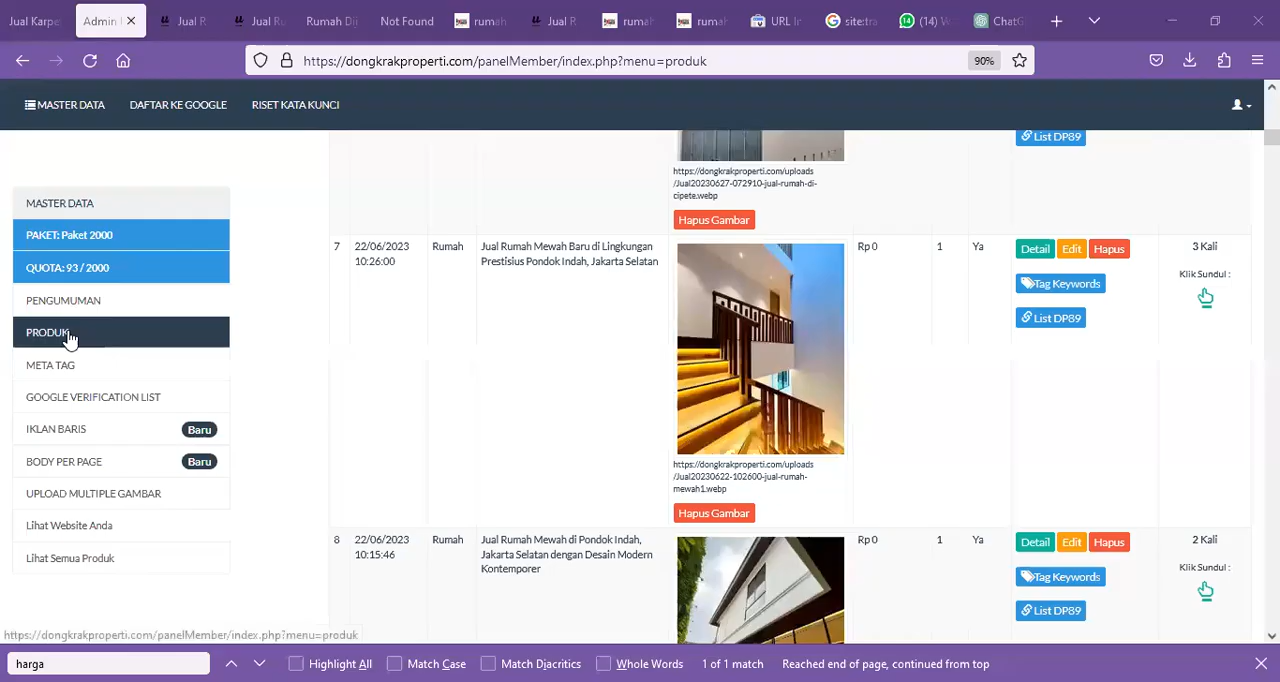 Jual Karpe
Admin
Jual R
Jual Ru
Rumah Di
Not Found
rumah
Jual R
ruma
ruma
URL In
site:tra
(14) W
ChatG
https://dongkrakproperti.com/panelMember/index.php?menu=produk
90%
MASTER DATA
DAFTAR KE GOOGLE
RISET KATA KUNCI
List DP89
https://dongkrakproperti.com/uploads
/Jual20230627-072910-jual-rumah-di-
cipete.webp
Hapus Gambar
MASTER DATA
PAKET: Paket 2000
QUOTA: 93 / 2000
PENGUMUMAN
PRODUK
META TAG
GOOGLE VERIFICATION LIST
IKLAN BARIS Baru
BODY PER PAGE Baru
UPLOAD MULTIPLE GAMBAR
Lihat Website Anda
Lihat Semua Produk
7
22/06/2023
10:26:00
Rumah
Jual Rumah Mewah Baru di Lingkungan
Prestisius Pondok Indah, Jakarta Selatan
https://dongkrakproperti.com/uploads
/Jual20230622-102600-jual-rumah-
mewah1.webp
Hapus Gambar
Rp 0
1
Ya
Detail Edit Hapus
Tag Keywords
List DP89
3 Kali
Klik Sundul :
8
22/06/2023
10:15:46
Rumah
Jual Rumah Mewah di Pondok Indah,
Jakarta Selatan dengan Desain Modern
Kontemporer
Rp 0
1
Ya
Detail Edit Hapus
Tag Keywords
List DP89
2 Kali
Klik Sundul :
https://dongkrakproperti.com/panelMember/index.php?menu=produk
harga
Highlight All
Match Case
Match Diacritics
Whole Words
1 of 1 match
Reached end of page, continued from top